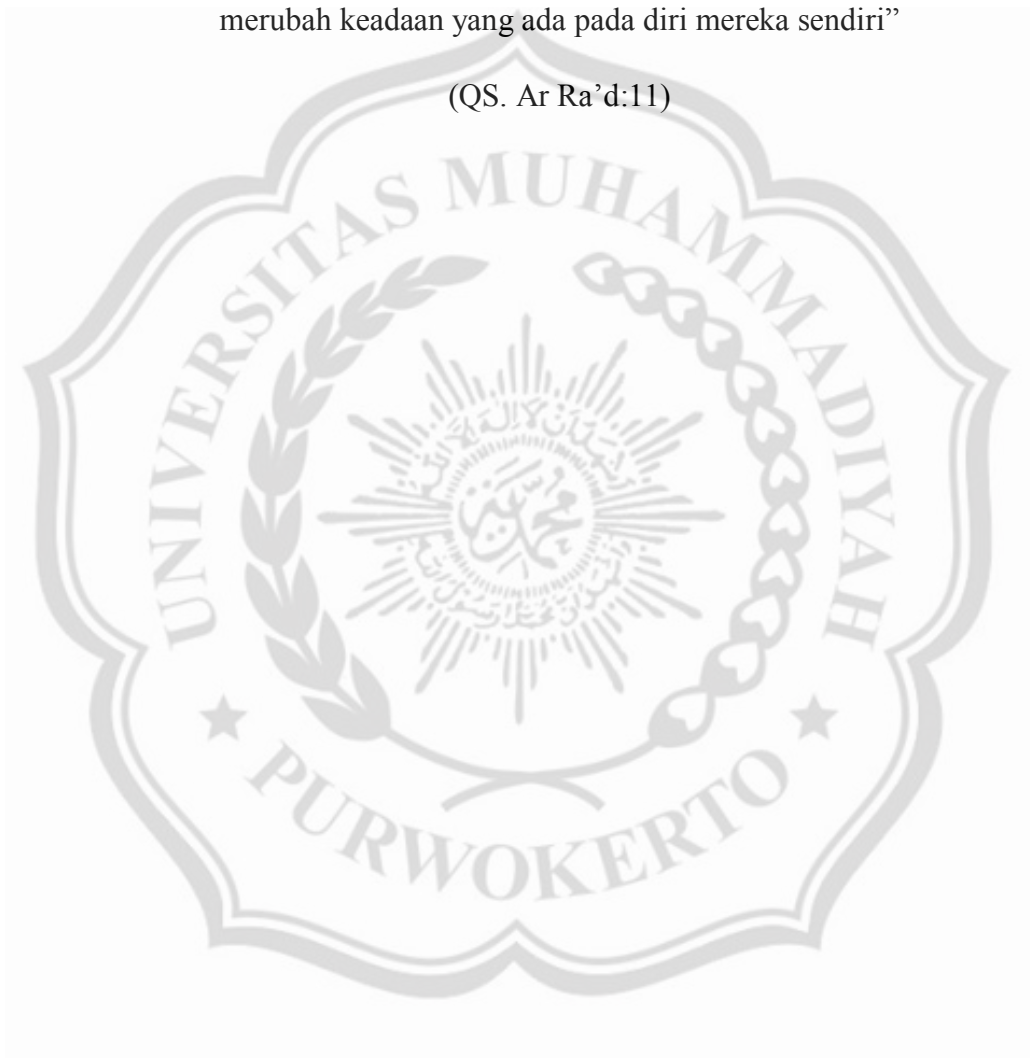 merubah keadaan yang ada pada diri mereka sendiri”
(QS. Ar Ra’d:11)
UNIVERSITAS MUHAMMADIYAH
PURWOKERTO